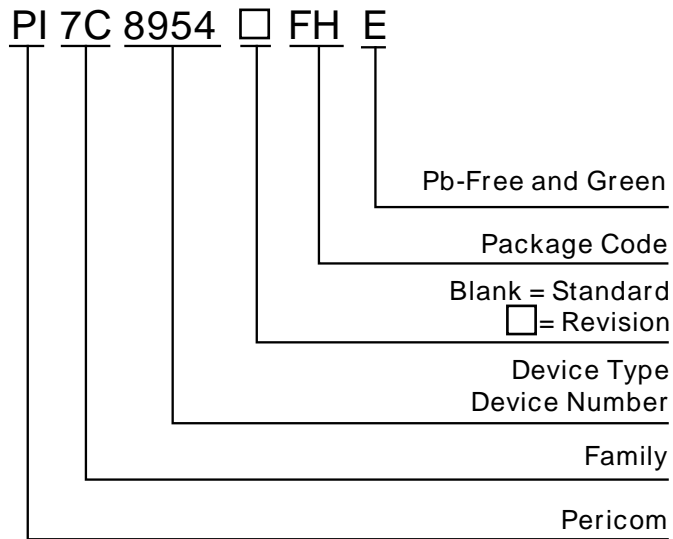 PI 7C 8954 □ FH E
Pb-Free and Green
Package Code
Blank = Standard
□= Revision
Device Type
Device Number
Family
Pericom